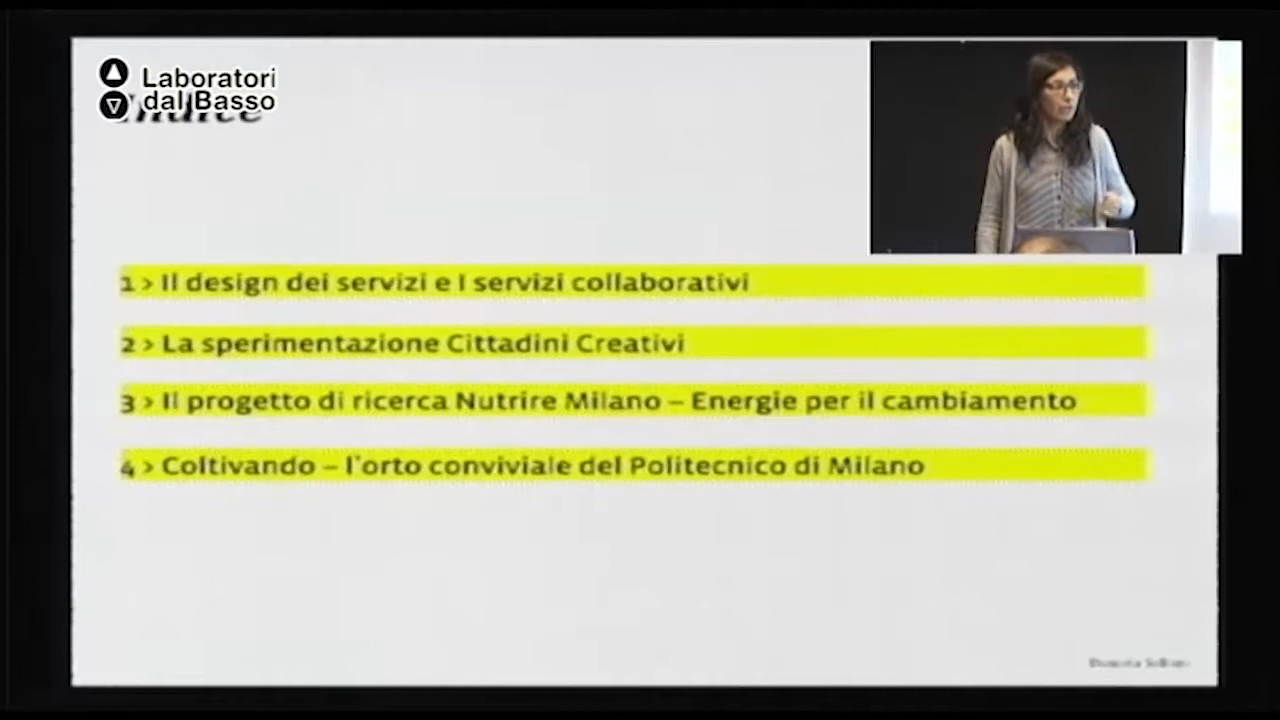 Laboratori
dal Basso
Indice
1 > Il design dei servizi e I servizi collaborativi
2 > La sperimentazione Cittadini Creativi
3 > Il progetto di ricerca Nutrire Milano – Energie per il cambiamento
4 > Coltivando – l'orto conviviale del Politecnico di Milano